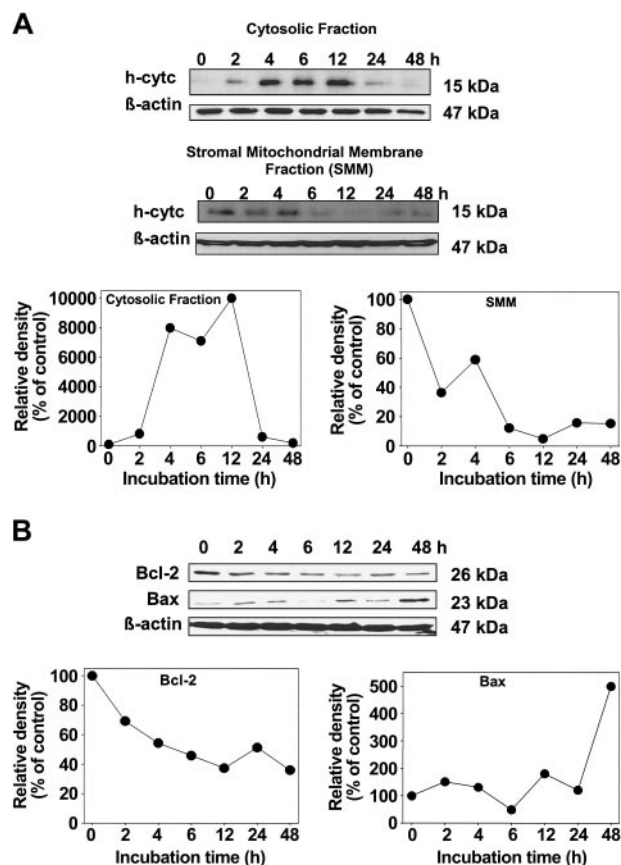 A
Cytosolic Fraction
0 2 4 6 12 24 48 h
h-cytc 15 kDa
ß-actin 47 kDa
Stromal Mitochondrial Membrane
Fraction (SMM)
0 2 4 6 12 24 48 h
h-cytc 15 kDa
ß-actin 47 kDa
Relative density
(% of control)
10000
8000
6000
4000
2000
0
Cytosolic Fraction
0 2 4 6 12 24 48
Incubation time (h)
Relative density
(% of control)
100
80
60
40
20
0
SMM
0 2 4 6 12 24 48
Incubation time (h)
B
0 2 4 6 12 24 48 h
Bcl-2 26 kDa
Bax 23 kDa
ß-actin 47 kDa
Relative density
(% of control)
100
80
60
40
20
0
Bcl-2
0 2 4 6 12 24 48
Incubation time (h)
Relative density
(% of control)
500
400
300
200
100
0
Bax
0 2 4 6 12 24 48
Incubation time (h)